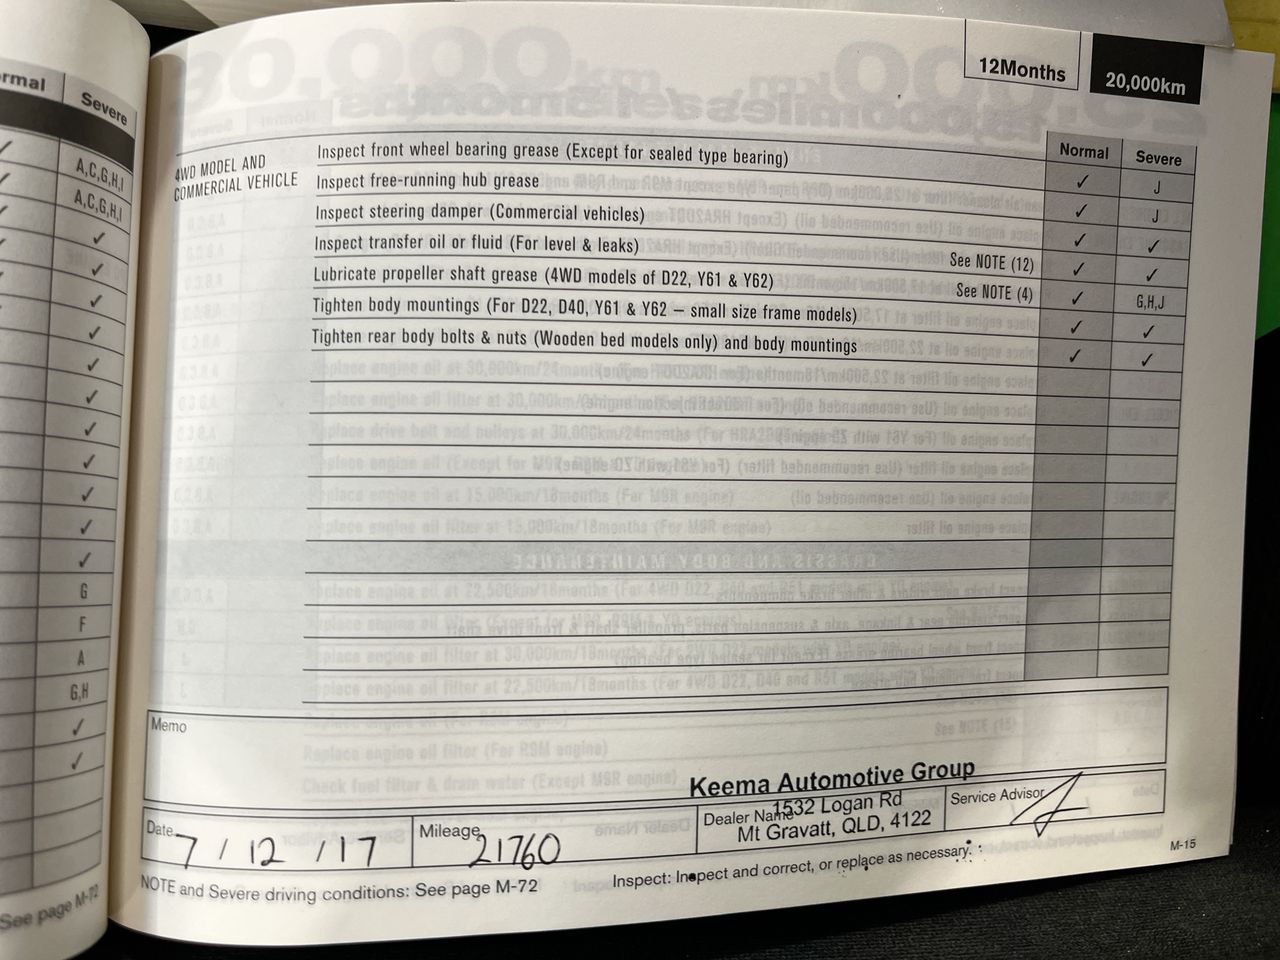 rmal
Severe
✓
A,C,G,H,I
A,C,G,H,I
✓
✓
✓
✓
✓
✓
✓
✓
✓
✓
✓
G
F
A
G,H
✓
✓
See page M-72
12Months
20,000km
Normal
Severe
4WD MODEL AND
COMMERCIAL VEHICLE
Inspect front wheel bearing grease (Except for sealed type bearing) ✓ J
Inspect free-running hub grease ✓ J
Inspect steering damper (Commercial vehicles) ✓ ✓
Inspect transfer oil or fluid (For level & leaks) See NOTE (12) ✓ ✓
Lubricate propeller shaft grease (4WD models of D22, Y61 & Y62) See NOTE (4) ✓ G,H,J
Tighten body mountings (For D22, D40, Y61 & Y62 – small size frame models) ✓ ✓
Tighten rear body bolts & nuts (Wooden bed models only) and body mountings ✓ ✓
Memo
Keema Automotive Group
Date 7 / 12 / 17
Mileage 21760
Dealer Name 1532 Logan Rd
Mt Gravatt, QLD, 4122
Service Advisor
NOTE and Severe driving conditions: See page M-72
Inspect: Inspect and correct, or replace as necessary.
M-15